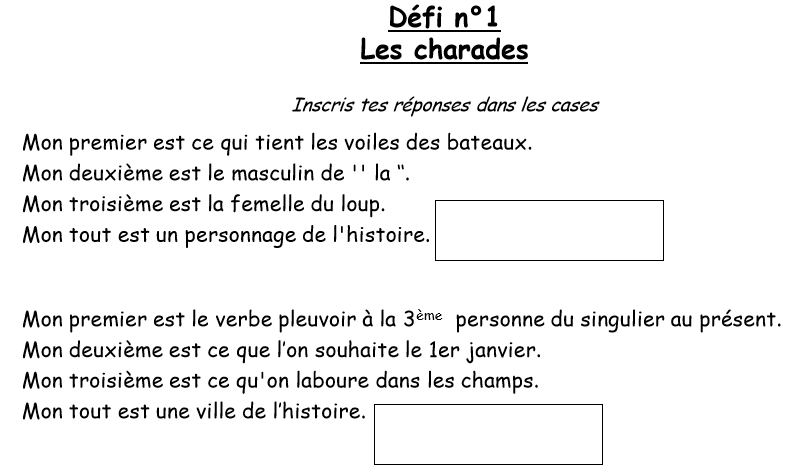 Défi n°1
Les charades
Inscris tes réponses dans les cases
Mon premier est ce qui tient les voiles des bateaux.
Mon deuxième est le masculin de '' la “.
Mon troisième est la femelle du loup.
Mon tout est un personnage de l'histoire.
Mon premier est le verbe pleuvoir à la 3ème personne du singulier au présent.
Mon deuxième est ce que l’on souhaite le 1er janvier.
Mon troisième est ce qu'on laboure dans les champs.
Mon tout est une ville de l’histoire.